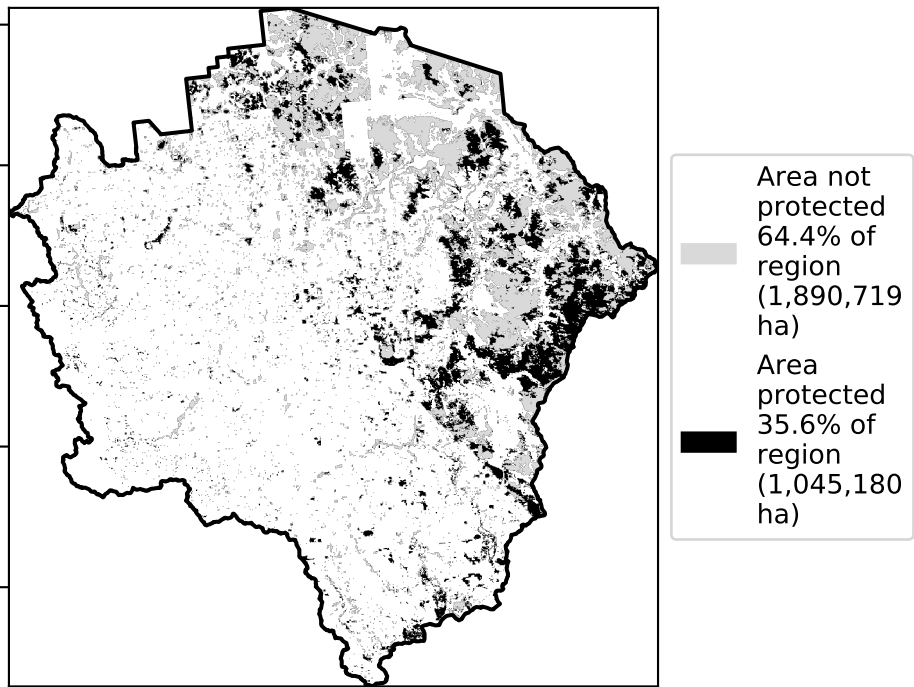 Area not
protected
64.4% of
region
(1,890,719
ha)
Area
protected
35.6% of
region
(1,045,180
ha)